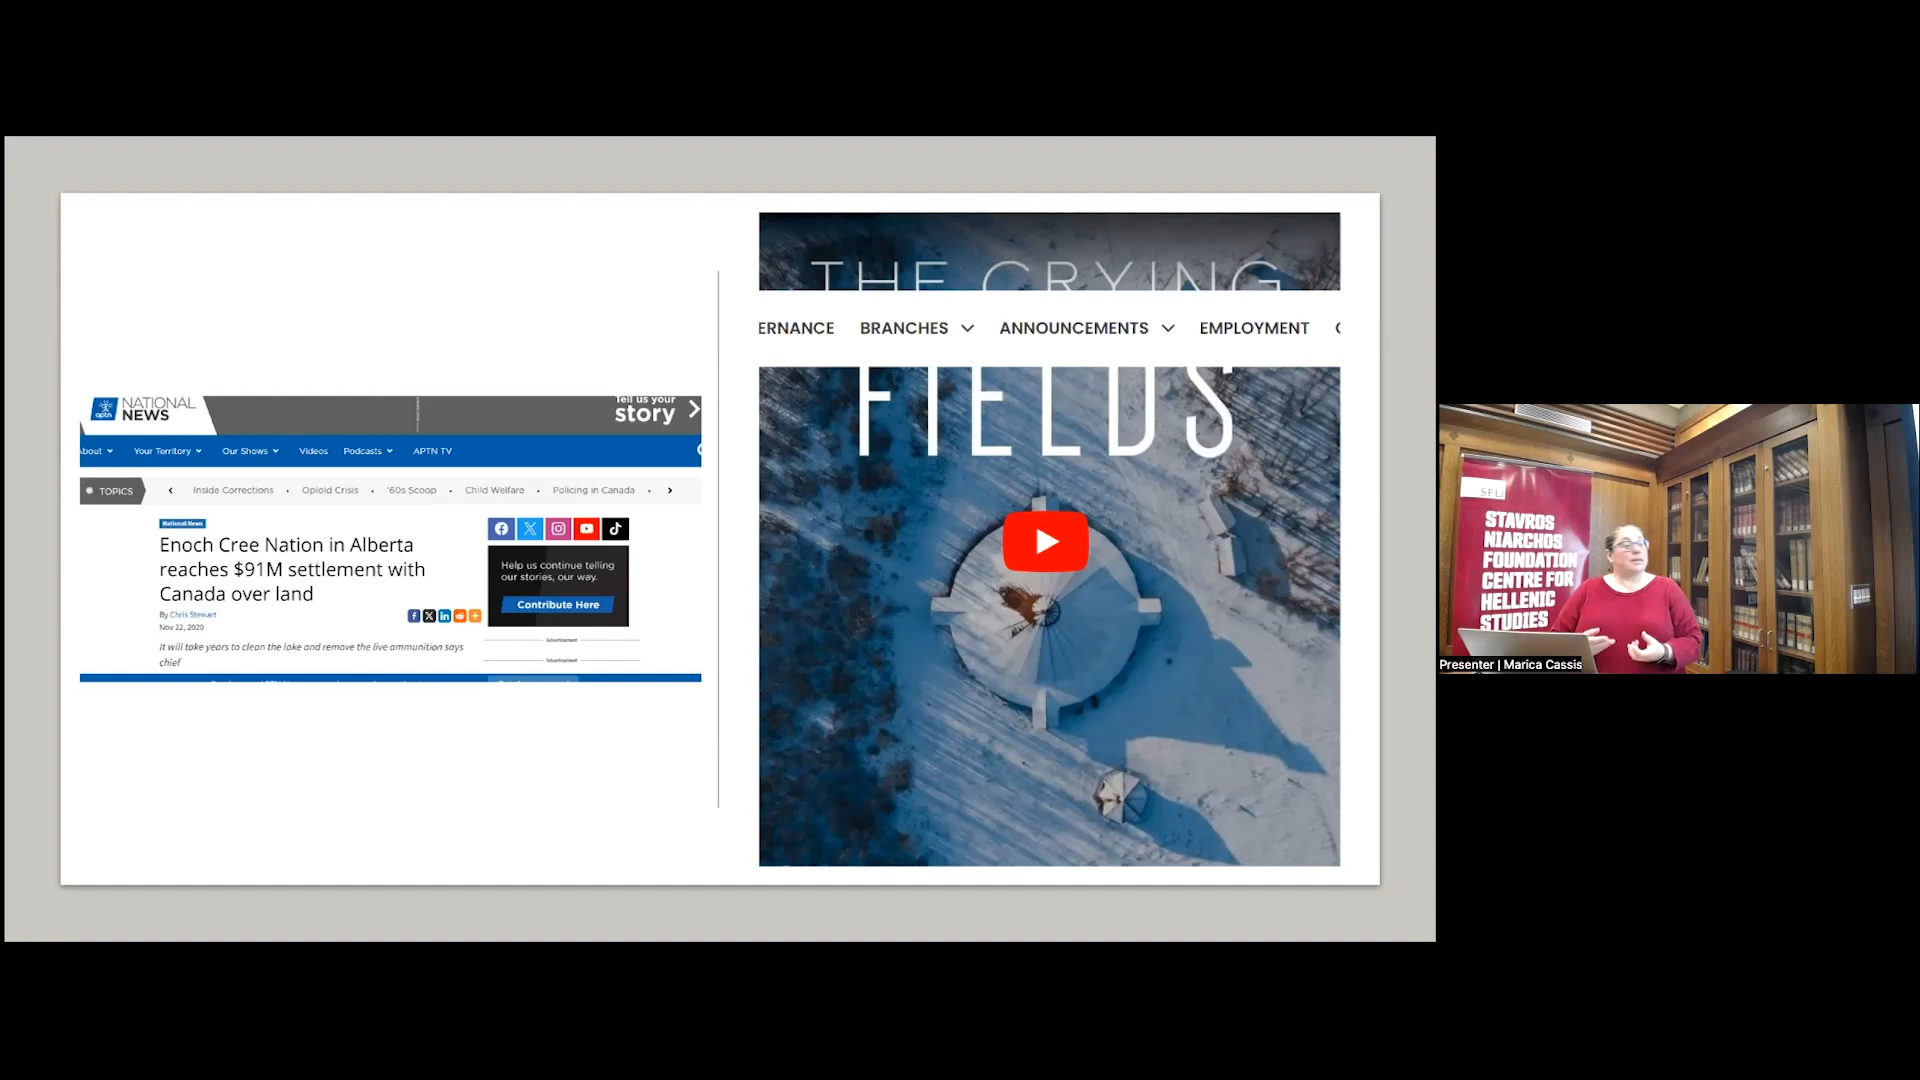 NATIONAL
NEWS
aptn
Tell us your
story
About
Your Territory
Our Shows
Videos
Podcasts
APTN TV
TOPICS
Inside Corrections
Opioid Crisis
'60s Scoop
Child Welfare
Policing in Canada
National News
Enoch Cree Nation in Alberta
reaches $91M settlement with
Canada over land
By Chris Stewart
Nov 22, 2020
It will take years to clean the lake and remove the live ammunition says
chief
Help us continue telling
our stories, our way.
Contribute Here
Advertisement
Advertisement
THE CRYING
ERNANCE
BRANCHES
ANNOUNCEMENTS
EMPLOYMENT
FIELDS
SFU
STAVROS
NIARCHOS
FOUNDATION
CENTRE FOR
HELLENIC
STUDIES
Presenter | Marica Cassis